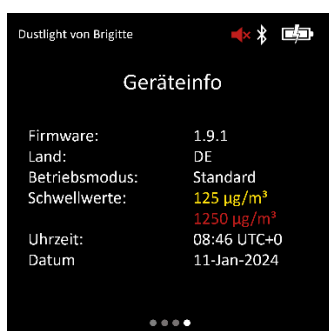 Dustlight von Brigitte
Geräteinfo
Firmware: 1.9.1
Land: DE
Betriebsmodus: Standard
Schwellwerte: 125 µg/m³
1250 µg/m³
Uhrzeit: 08:46 UTC+0
Datum 11-Jan-2024